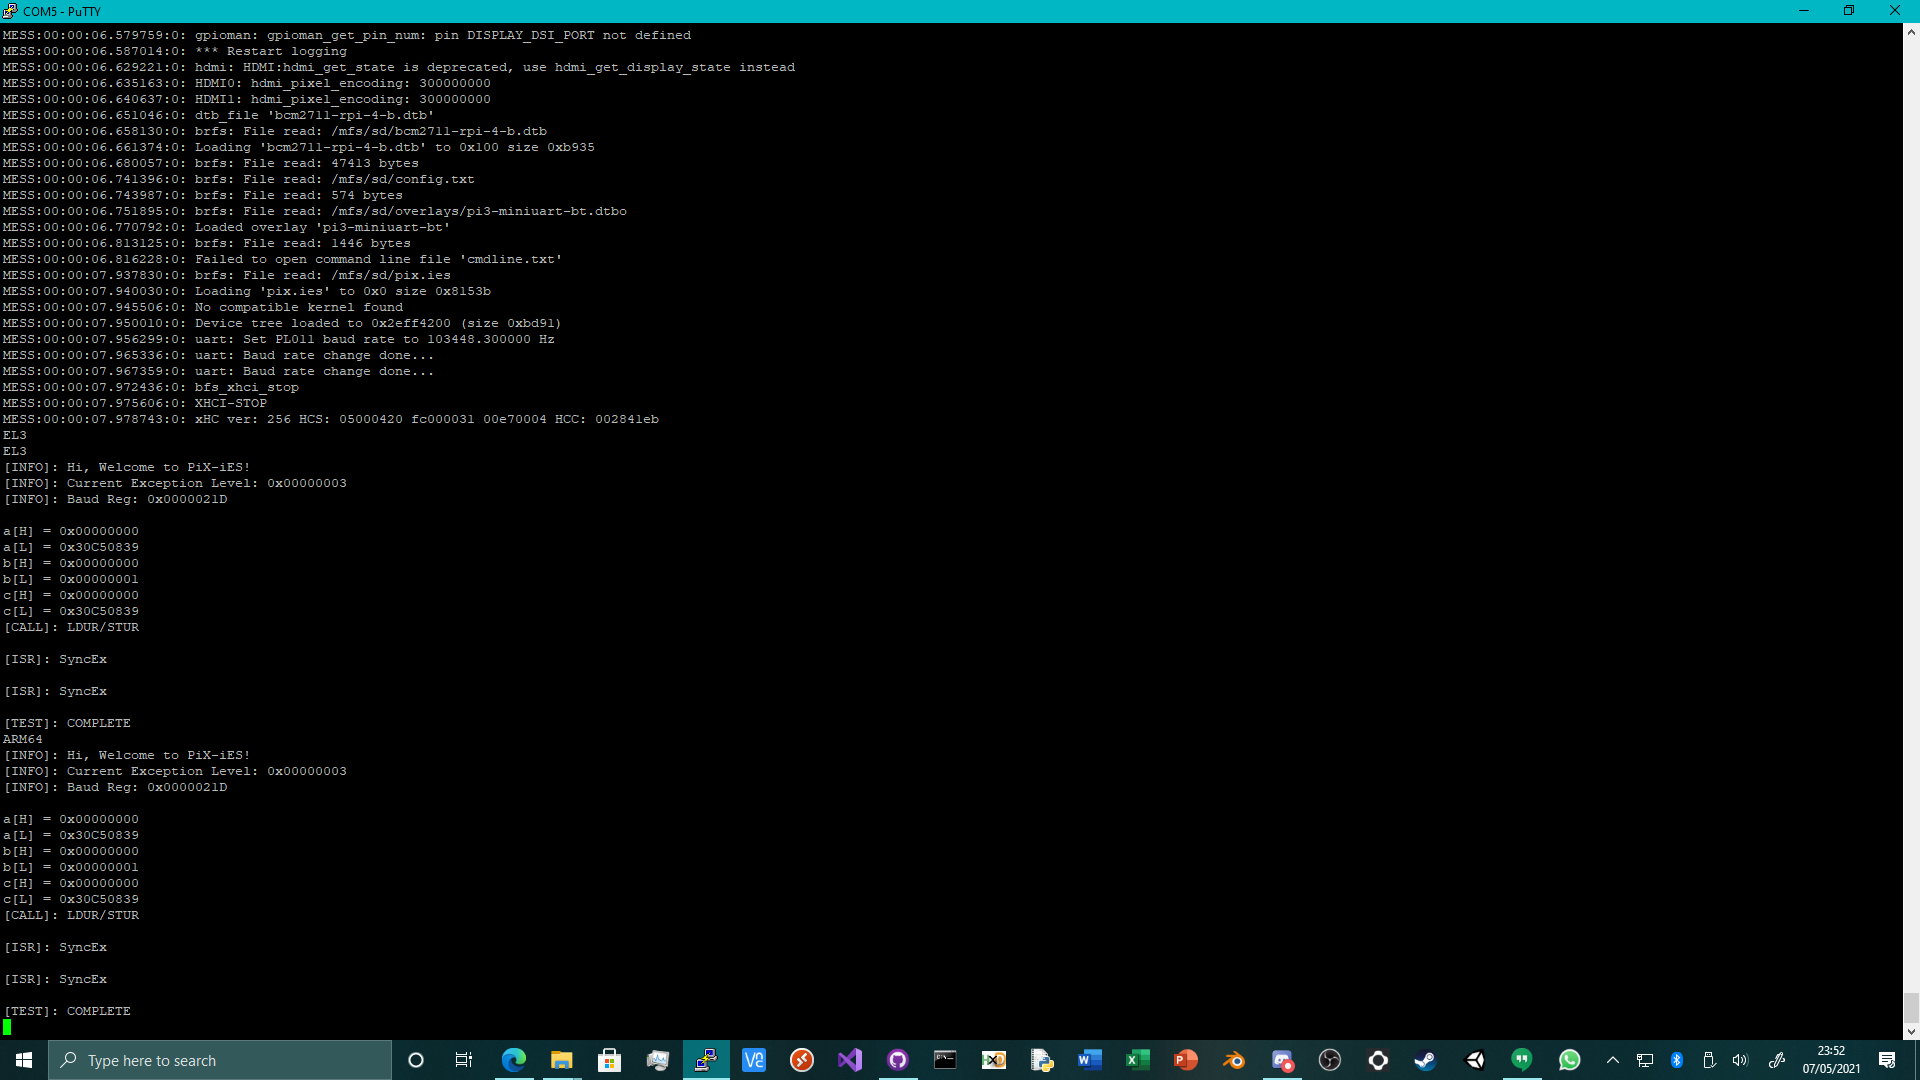 COM5 - PuTTY
MESS:00:00:06.579759:0: gpioman: gpioman_get_pin_num: pin DISPLAY_DSI_PORT not defined
MESS:00:00:06.587014:0: *** Restart logging
MESS:00:00:06.629221:0: hdmi: HDMI:hdmi_get_state is deprecated, use hdmi_get_display_state instead
MESS:00:00:06.635163:0: HDMI0: hdmi_pixel_encoding: 300000000
MESS:00:00:06.640637:0: HDMI1: hdmi_pixel_encoding: 300000000
MESS:00:00:06.651046:0: dtb_file 'bcm2711-rpi-4-b.dtb'
MESS:00:00:06.658130:0: brfs: File read: /mfs/sd/bcm2711-rpi-4-b.dtb
MESS:00:00:06.661374:0: Loading 'bcm2711-rpi-4-b.dtb' to 0x100 size 0xb935
MESS:00:00:06.680057:0: brfs: File read: 47413 bytes
MESS:00:00:06.741396:0: brfs: File read: /mfs/sd/config.txt
MESS:00:00:06.743987:0: brfs: File read: 574 bytes
MESS:00:00:06.751895:0: brfs: File read: /mfs/sd/overlays/pi3-miniuart-bt.dtbo
MESS:00:00:06.770792:0: Loaded overlay 'pi3-miniuart-bt'
MESS:00:00:06.813125:0: brfs: File read: 1446 bytes
MESS:00:00:06.816228:0: Failed to open command line file 'cmdline.txt'
MESS:00:00:07.937830:0: brfs: File read: /mfs/sd/pix.ies
MESS:00:00:07.940030:0: Loading 'pix.ies' to 0x0 size 0x8153b
MESS:00:00:07.945506:0: No compatible kernel found
MESS:00:00:07.950010:0: Device tree loaded to 0x2eff4200 (size 0xbd91)
MESS:00:00:07.956299:0: uart: Set PL011 baud rate to 103448.300000 Hz
MESS:00:00:07.965336:0: uart: Baud rate change done...
MESS:00:00:07.967359:0: uart: Baud rate change done...
MESS:00:00:07.972436:0: bfs_xhci_stop
MESS:00:00:07.975606:0: XHCI-STOP
MESS:00:00:07.978743:0: xHC ver: 256 HCS: 05000420 fc000031 00e70004 HCC: 002841eb
EL3
EL3
[INFO]: Hi, Welcome to PiX-iES!
[INFO]: Current Exception Level: 0x00000003
[INFO]: Baud Reg: 0x0000021D
a[H] = 0x00000000
a[L] = 0x30C50839
b[H] = 0x00000000
b[L] = 0x00000001
c[H] = 0x00000000
c[L] = 0x30C50839
[CALL]: LDUR/STUR
[ISR]: SyncEx
[ISR]: SyncEx
[TEST]: COMPLETE
ARM64
[INFO]: Hi, Welcome to PiX-iES!
[INFO]: Current Exception Level: 0x00000003
[INFO]: Baud Reg: 0x0000021D
a[H] = 0x00000000
a[L] = 0x30C50839
b[H] = 0x00000000
b[L] = 0x00000001
c[H] = 0x00000000
c[L] = 0x30C50839
[CALL]: LDUR/STUR
[ISR]: SyncEx
[ISR]: SyncEx
[TEST]: COMPLETE
Type here to search
23:52
07/05/2021